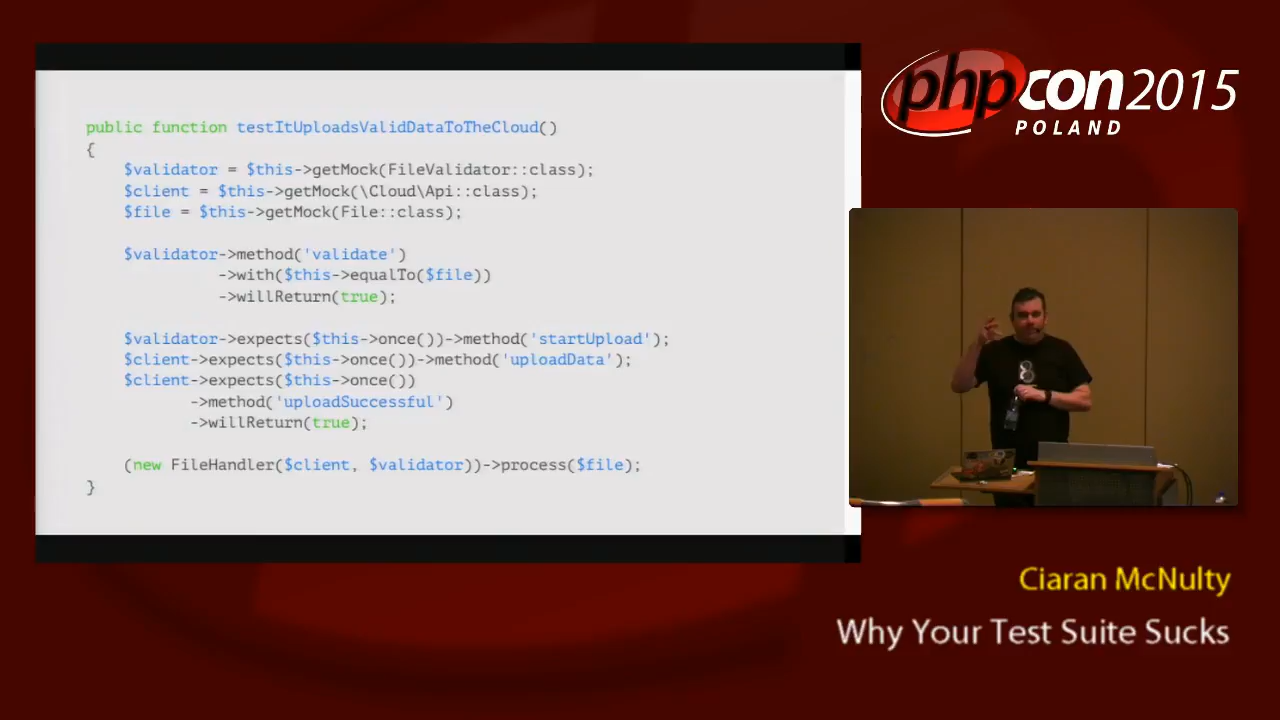 public function testItUploadsValidDataToTheCloud()
{
$validator = $this->getMock(FileValidator::class);
$client = $this->getMock(\Cloud\Api::class);
$file = $this->getMock(File::class);
$validator->method('validate')
->with($this->equalTo($file))
->willReturn(true);
$validator->expects($this->once())->method('startUpload');
$client->expects($this->once())->method('uploadData');
$client->expects($this->once())
->method('uploadSuccessful')
->willReturn(true);
(new FileHandler($client, $validator))->process($file);
}
phpcon2015
POLAND
Ciaran McNulty
Why Your Test Suite Sucks